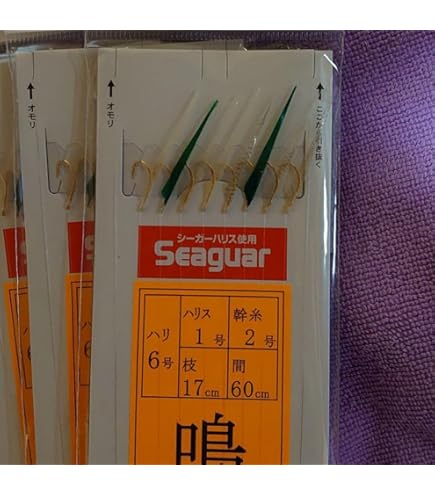 ↑オモリ
↑オモリ
↑ここから引き抜く
シーガーハリス使用
Seaguar
ハリ
6号
ハリス
1号
幹糸
2号
枝
17cm
間
60cm
鳴
6号